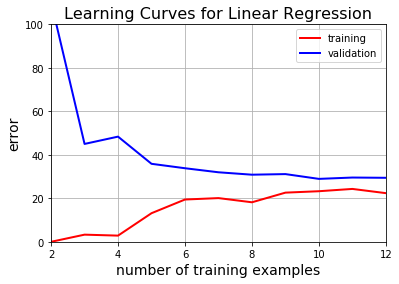 Learning Curves for Linear Regression
training
validation
100
80
60
40
20
0
error
2
4
6
8
10
12
number of training examples